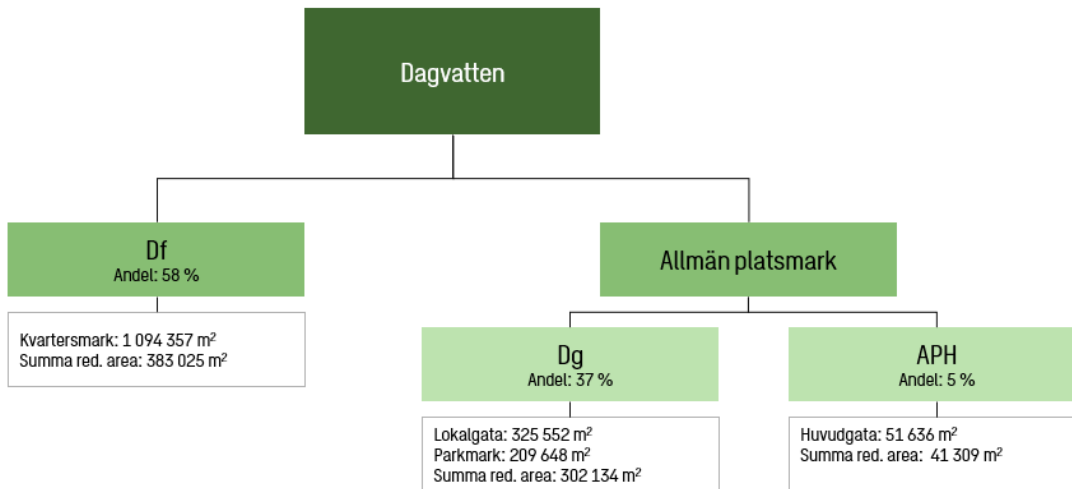 Dagvatten
Df
Andel: 58 %
Kvartersmark: 1 094 357 m²
Summa red. area: 383 025 m²
Allmän platsmark
Dg
Andel: 37 %
Lokalgata: 325 552 m²
Parkmark: 209 648 m²
Summa red. area: 302 134 m²
APH
Andel: 5 %
Huvudgata: 51 636 m²
Summa red. area: 41 309 m²